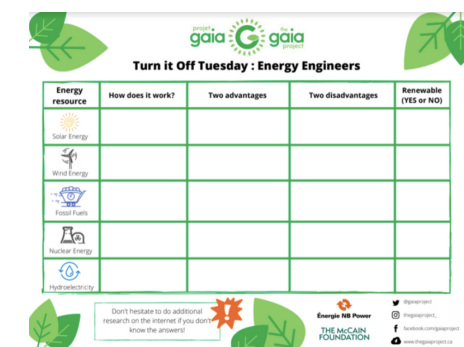 projet
the
gaia
gaia
project
Turn it Off Tuesday : Energy Engineers
Energy resource
How does it work?
Two advantages
Two disadvantages
Renewable (YES or NO)
Solar Energy
Wind Energy
Fossil Fuels
Nuclear Energy
Hydroelectricity
Don't hesitate to do additional
research on the internet if you don't
know the answers!
Énergie NB Power
THE McCAIN
FOUNDATION
@gaiaproject
thegaiaproject_
facebook.com/gaiaproject
www.thegaiaproject.ca